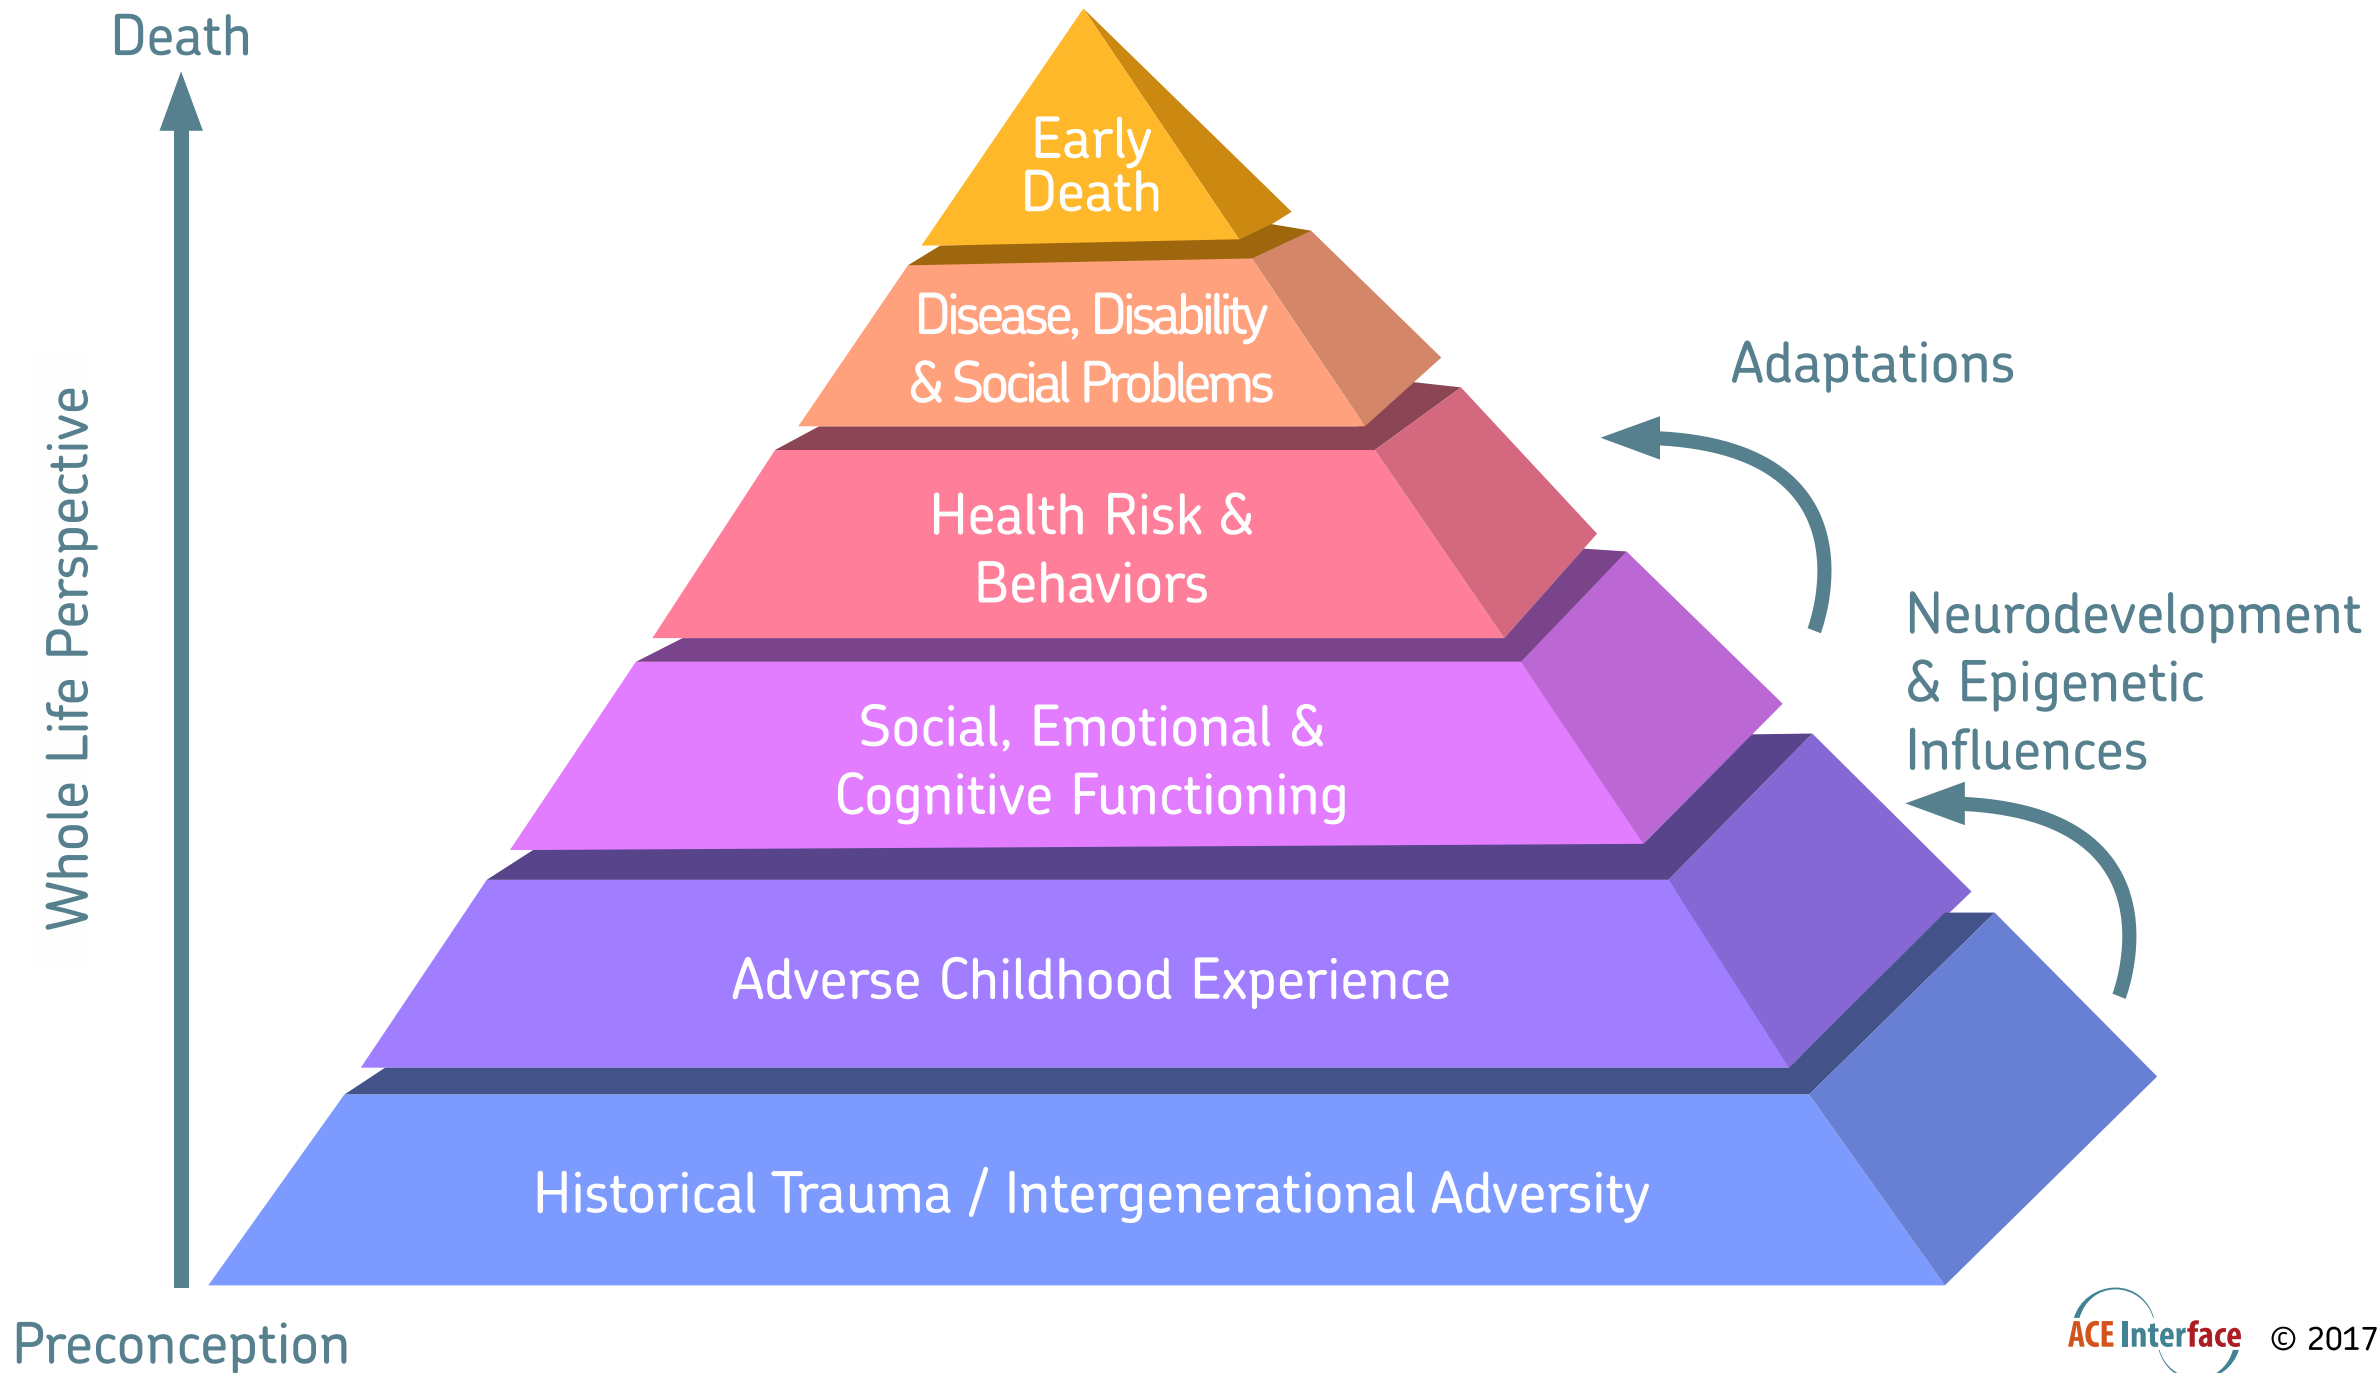 Death
Early
Death
Disease, Disability
& Social Problems
Adaptations
Health Risk &
Behaviors
Neurodevelopment
& Epigenetic
Influences
Whole Life Perspective
Social, Emotional &
Cognitive Functioning
Adverse Childhood Experience
Historical Trauma / Intergenerational Adversity
Preconception
ACE Interface © 2017